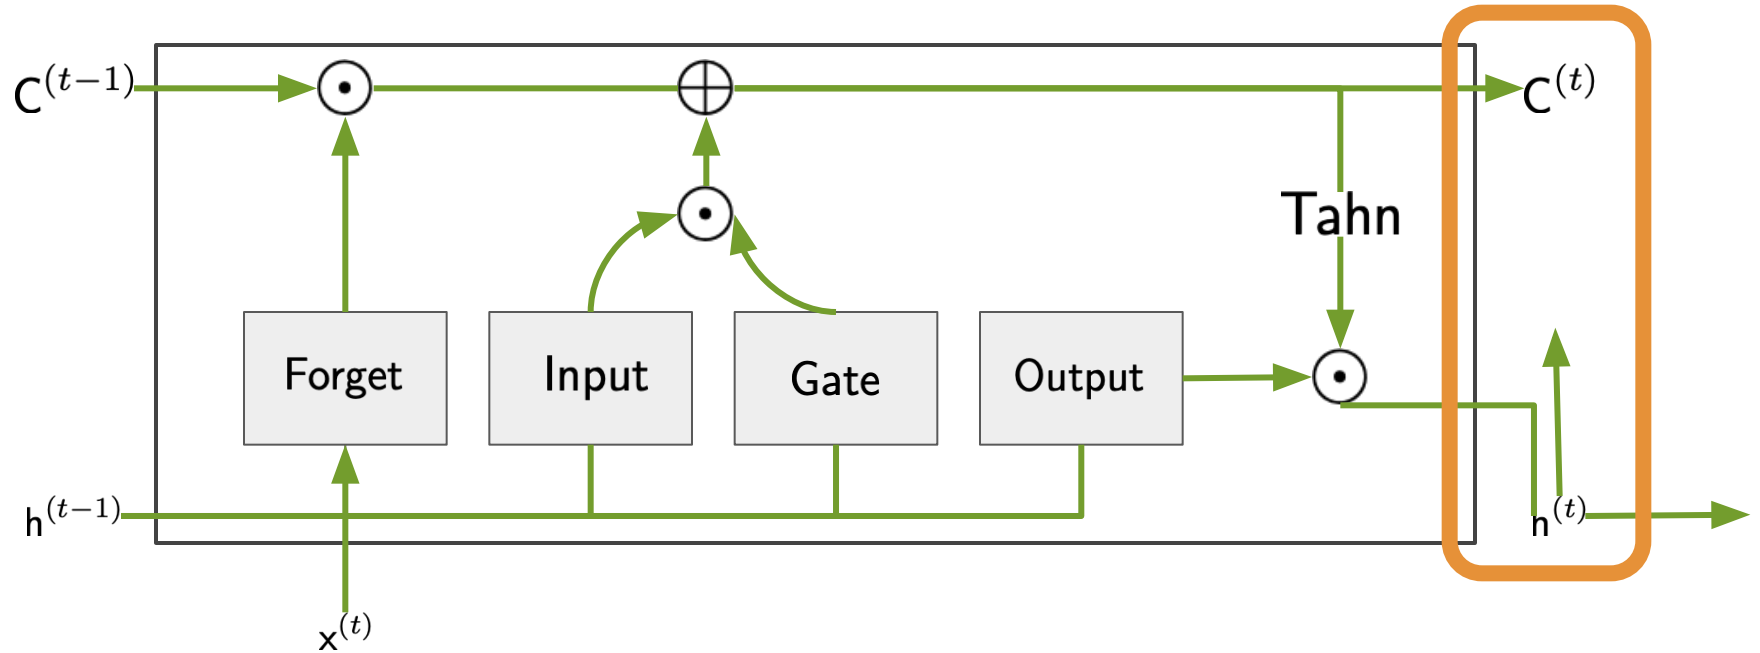 C^{(t-1)}
C^{(t)}
Tahn
Forget
Input
Gate
Output
h^{(t-1)}
h^{(t)}
x^{(t)}